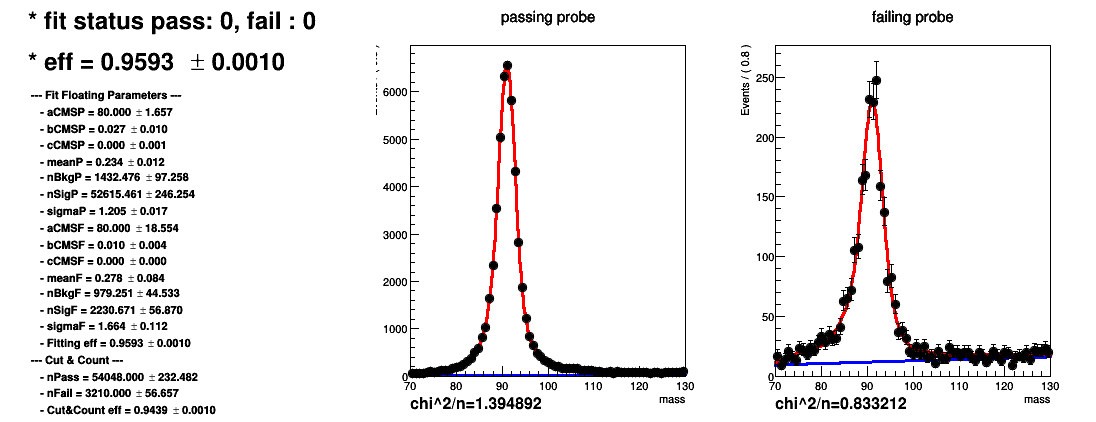 * fit status pass: 0, fail : 0
* eff = 0.9593 ± 0.0010
--- Fit Floating Parameters ---
- aCMSP = 80.000 ± 1.657
- bCMSP = 0.027 ± 0.010
- cCMSP = 0.000 ± 0.001
- meanP = 0.234 ± 0.012
- nBkgP = 1432.476 ± 97.258
- nSigP = 52615.461 ± 246.254
- sigmaP = 1.205 ± 0.017
- aCMSF = 80.000 ± 18.554
- bCMSF = 0.010 ± 0.004
- cCMSF = 0.000 ± 0.000
- meanF = 0.278 ± 0.084
- nBkgF = 979.251 ± 44.533
- nSigF = 2230.671 ± 56.870
- sigmaF = 1.664 ± 0.112
- Fitting eff = 0.9593 ± 0.0010
--- Cut & Count ---
- nPass = 54048.000 ± 232.482
- nFail = 3210.000 ± 56.657
- Cut&Count eff = 0.9439 ± 0.0010
passing probe
6000
5000
4000
3000
2000
1000
0
70 80 90 100 110 120 130
mass
chi^2/n=1.394892
failing probe
Events / ( 0.8 )
250
200
150
100
50
0
70 80 90 100 110 120 130
mass
chi^2/n=0.833212